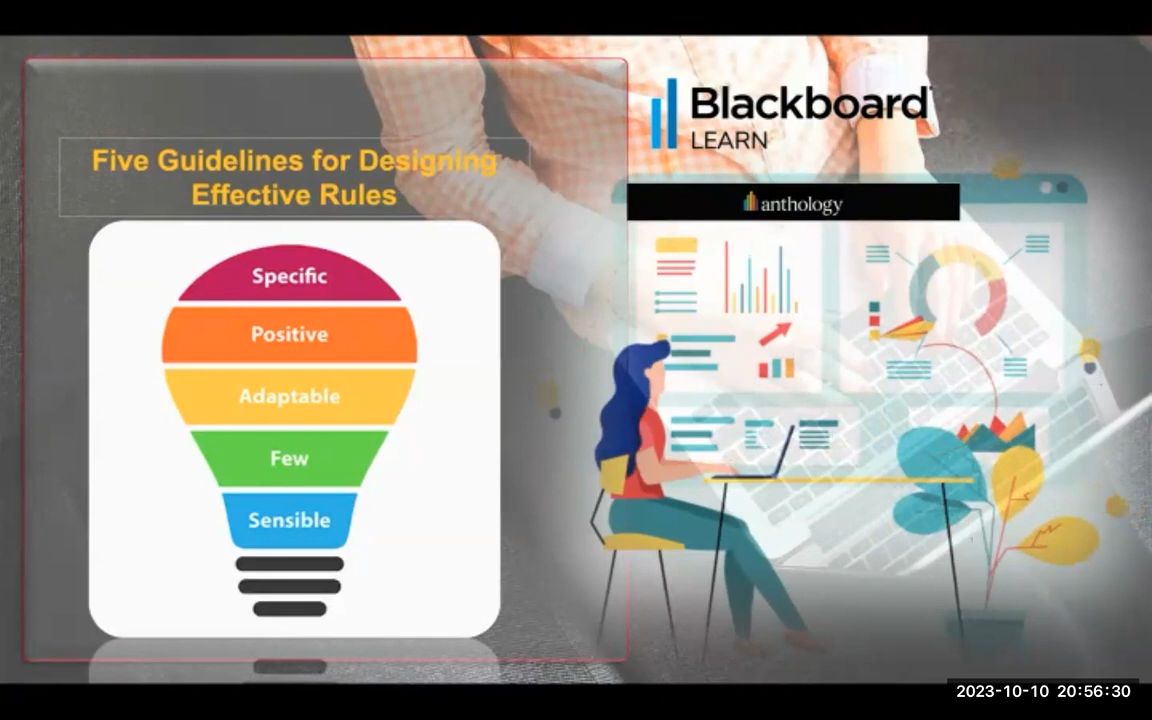 Five Guidelines for Designing
Effective Rules
Specific
Positive
Adaptable
Few
Sensible
Blackboard
LEARN
anthology
2023-10-10 20:56:30